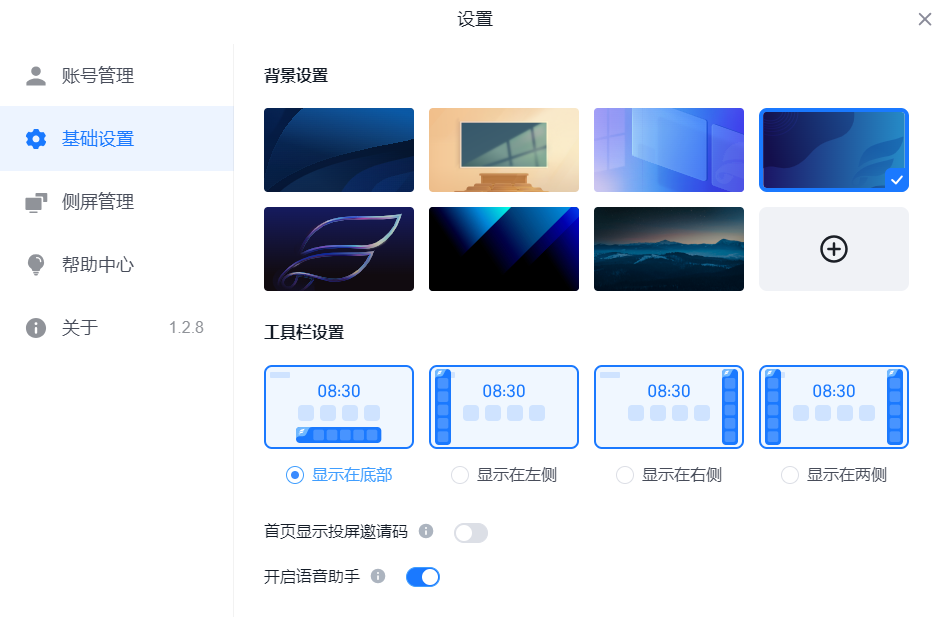 设置
账号管理
基础设置
侧屏管理
帮助中心
关于 1.2.8
背景设置
工具栏设置
08:30 08:30 08:30 08:30
显示在底部 显示在左侧 显示在右侧 显示在两侧
首页显示投屏邀请码
开启语音助手